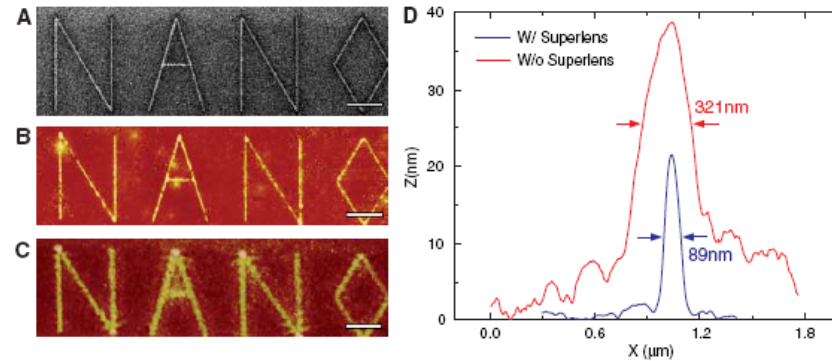 A
N A N O
B
N A N O
C
N A N O
D
40
30
20
10
0
Z(nm)
W/ Superlens
W/o Superlens
321nm
89nm
0.0 0.6 1.2 1.8
X (μm)